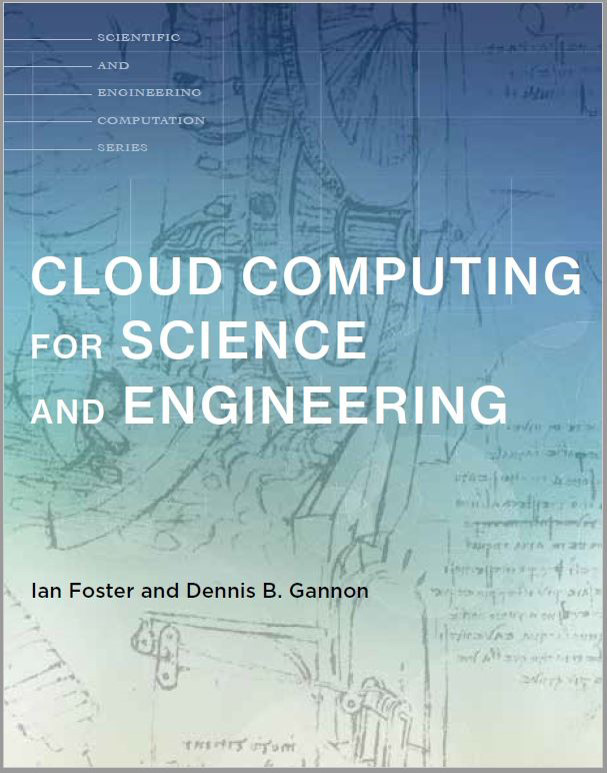 SCIENTIFIC
AND
ENGINEERING
COMPUTATION
SERIES
CLOUD COMPUTING
FOR SCIENCE
AND ENGINEERING
Ian Foster and Dennis B. Gannon